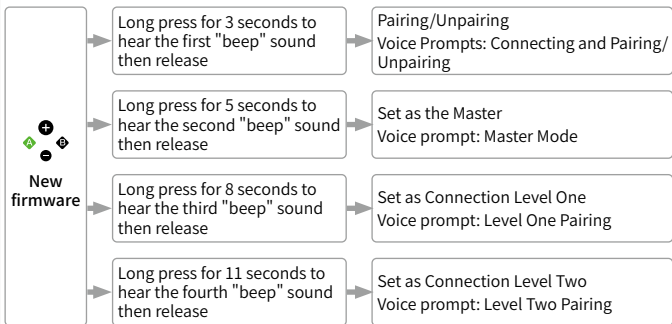 Long press for 3 seconds to
hear the first "beep" sound
then release
Pairing/Unpairing
Voice Prompts: Connecting and Pairing/
Unpairing
Long press for 5 seconds to
hear the second "beep" sound
then release
Set as the Master
Voice prompt: Master Mode
A
B
New
firmware
Long press for 8 seconds to
hear the third "beep" sound
then release
Set as Connection Level One
Voice prompt: Level One Pairing
Long press for 11 seconds to
hear the fourth "beep" sound
then release
Set as Connection Level Two
Voice prompt: Level Two Pairing